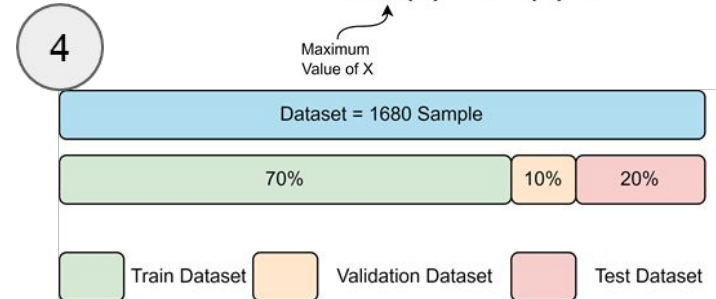 4
Maximum
Value of X
Dataset = 1680 Sample
70% 10% 20%
Train Dataset Validation Dataset Test Dataset